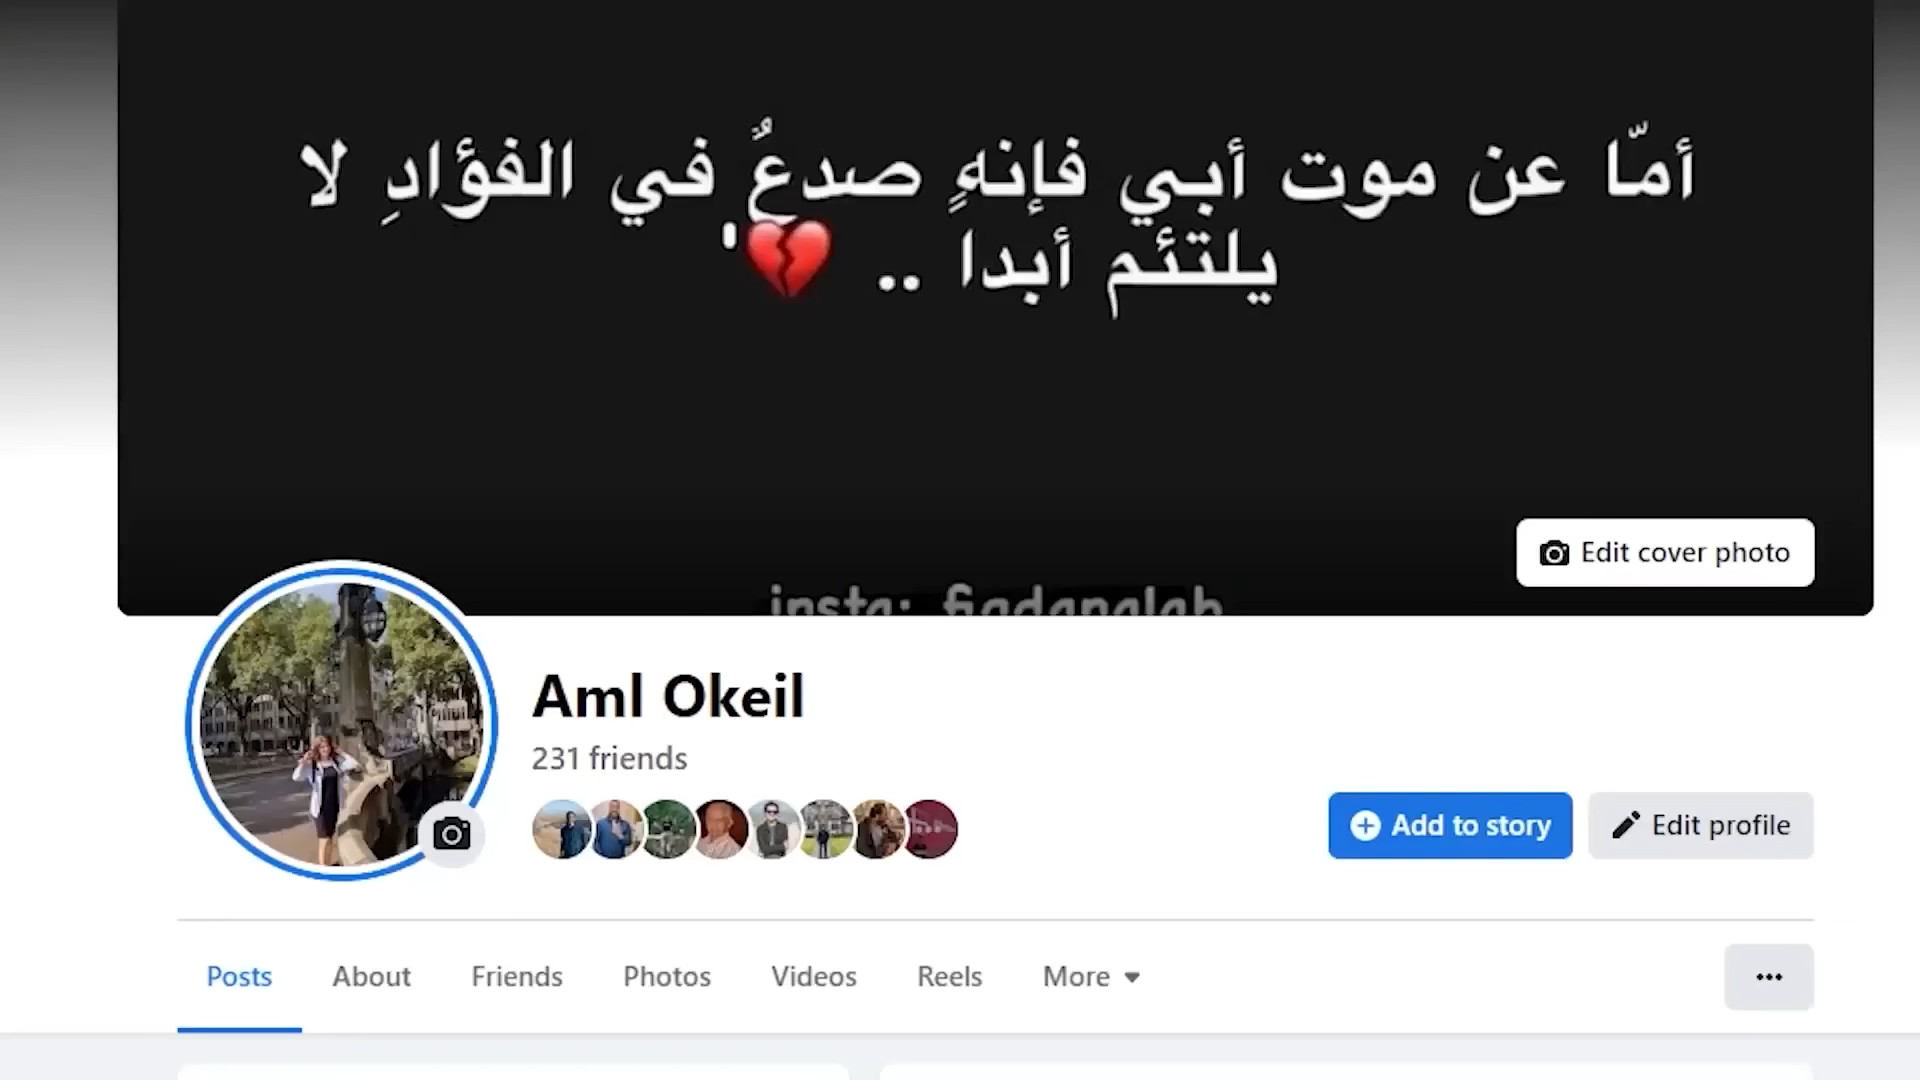 أمّا عن موت أبي فإنهٍ صدعٌ في الفؤادِ لا
يلتئم أبدا .. 💔'
Edit cover photo
insta:
Aml Okeil
231 friends
Add to story
Edit profile
Posts
About
Friends
Photos
Videos
Reels
More